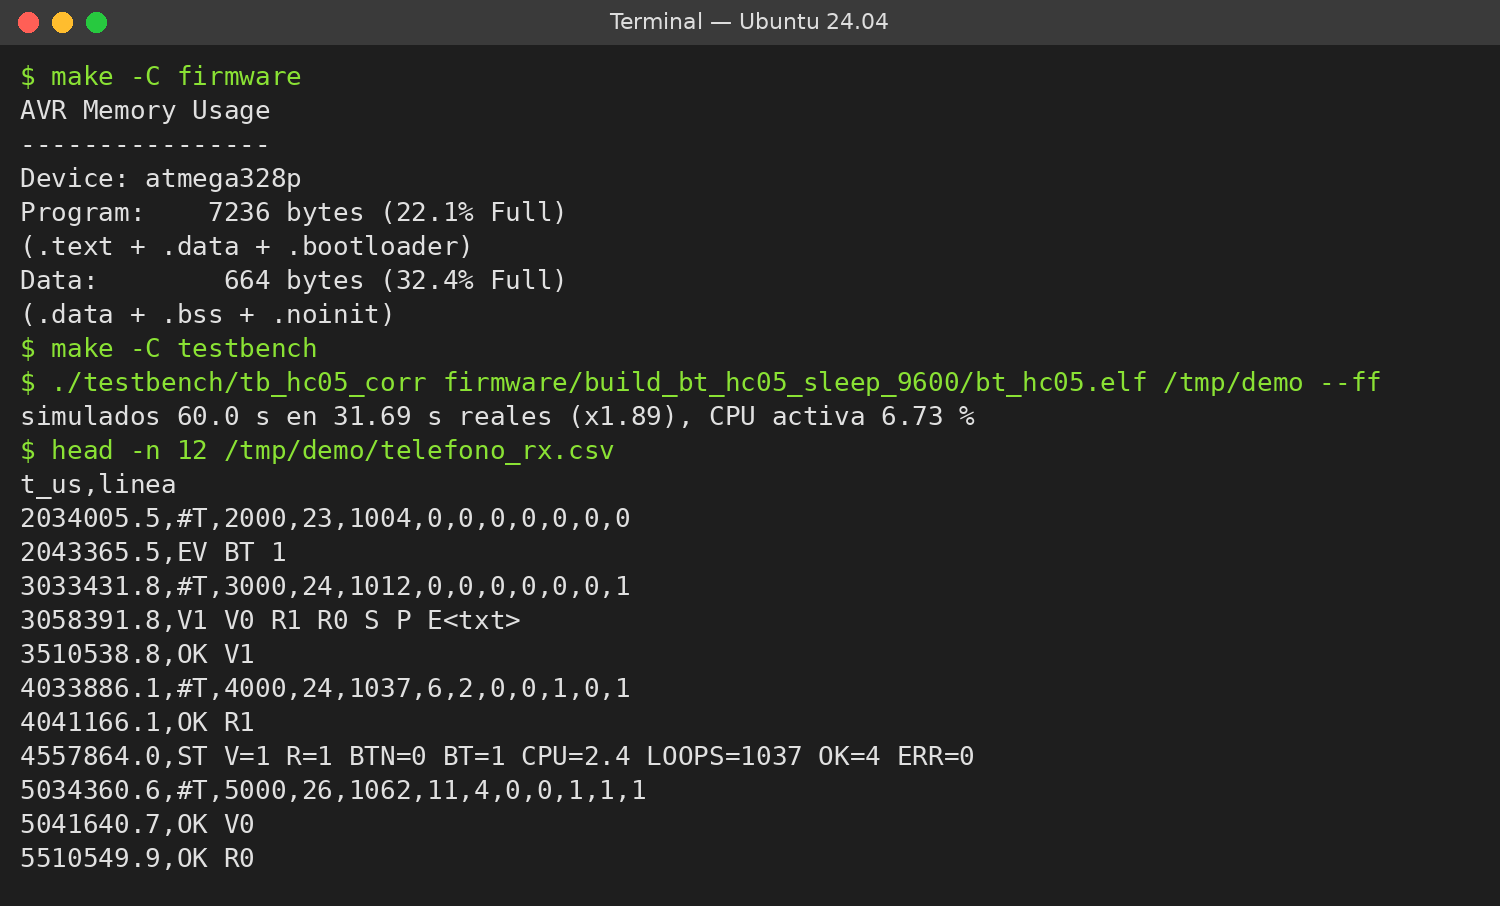 Terminal — Ubuntu 24.04
$ make -C firmware
AVR Memory Usage
----------------
Device: atmega328p
Program:    7236 bytes (22.1% Full)
(.text + .data + .bootloader)
Data:        664 bytes (32.4% Full)
(.data + .bss + .noinit)
$ make -C testbench
$ ./testbench/tb_hc05_corr firmware/build_bt_hc05_sleep_9600/bt_hc05.elf /tmp/demo --ff
simulados 60.0 s en 31.69 s reales (x1.89), CPU activa 6.73 %
$ head -n 12 /tmp/demo/telefono_rx.csv
t_us,linea
2034005.5,#T,2000,23,1004,0,0,0,0,0,0,0
2043365.5,EV BT 1
3033431.8,#T,3000,24,1012,0,0,0,0,0,0,1
3058391.8,V1 V0 R1 R0 S P E<txt>
3510538.8,OK V1
4033886.1,#T,4000,24,1037,6,2,0,0,1,0,1
4041166.1,OK R1
4557864.0,ST V=1 R=1 BTN=0 BT=1 CPU=2.4 LOOPS=1037 OK=4 ERR=0
5034360.6,#T,5000,26,1062,11,4,0,0,1,1,1
5041640.7,OK V0
5510549.9,OK R0